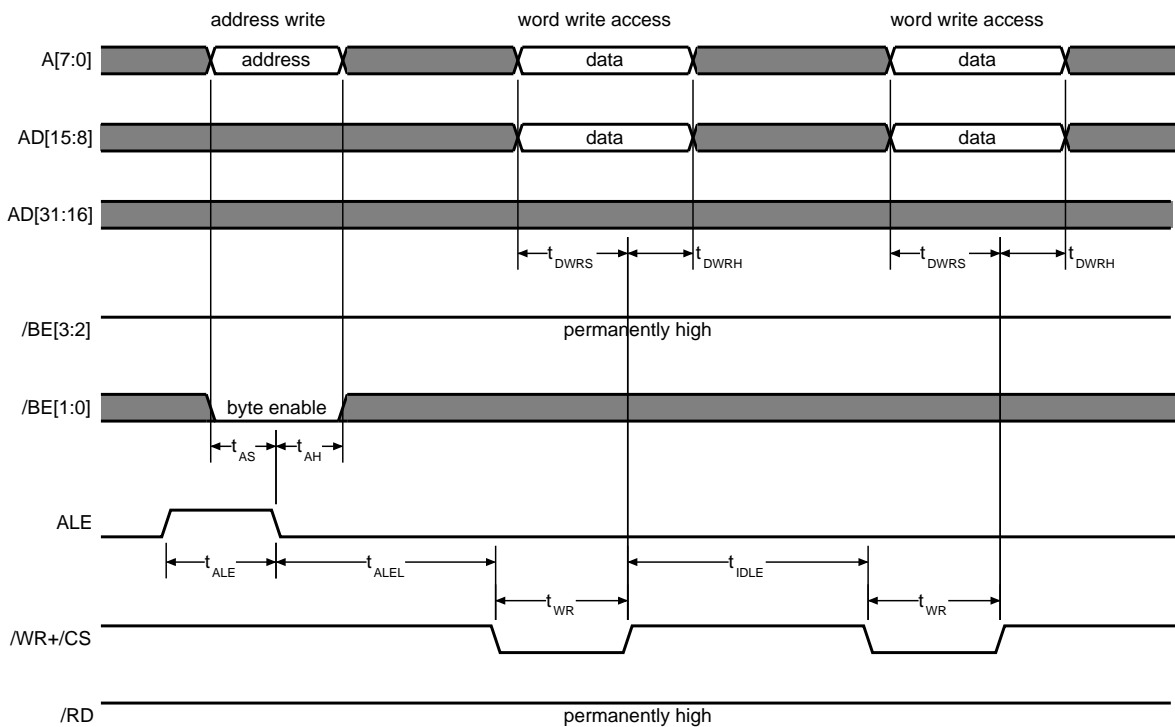 address write word write access word write access
A[7:0] address data data
AD[15:8] data data
AD[31:16]
tDWRS tDWRH tDWRS tDWRH
/BE[3:2] permanently high
/BE[1:0] byte enable
tAS tAH
ALE
tALE tALEL tIDLE
tWR tWR
/WR+/CS
/RD permanently high